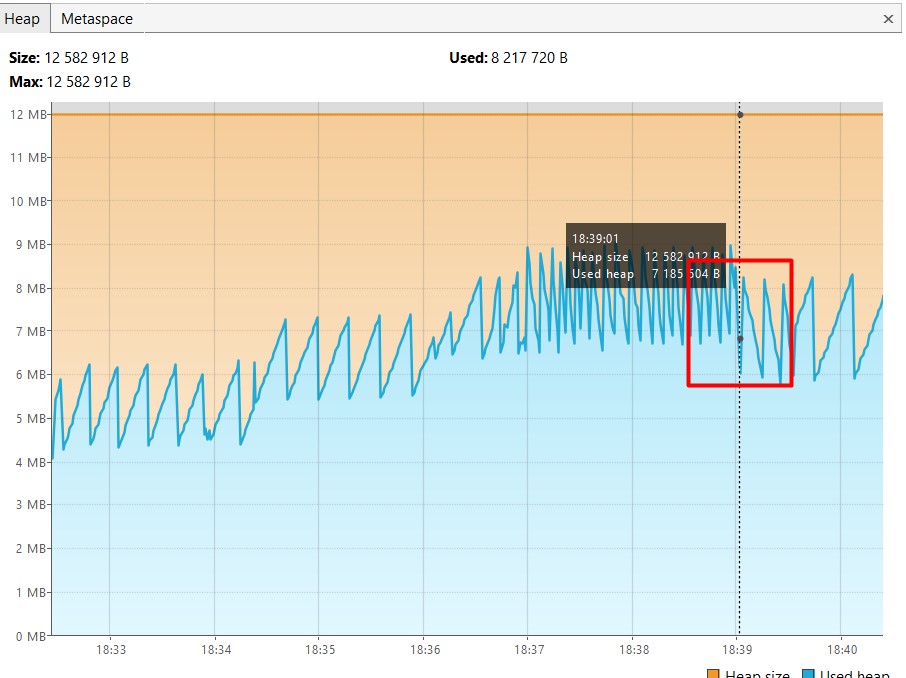 Heap Metaspace ×
Size: 12 582 912 B Used: 8 217 720 B
Max: 12 582 912 B
12 MB
11 MB
10 MB
9 MB
18:39:01
Heap size 12 582 912 B
8 MB
Used heap 7 185 504 B
7 MB
6 MB
5 MB
4 MB
3 MB
2 MB
1 MB
0 MB
18:33 18:34 18:35 18:36 18:37 18:38 18:39 18:40
Heap size Used heap